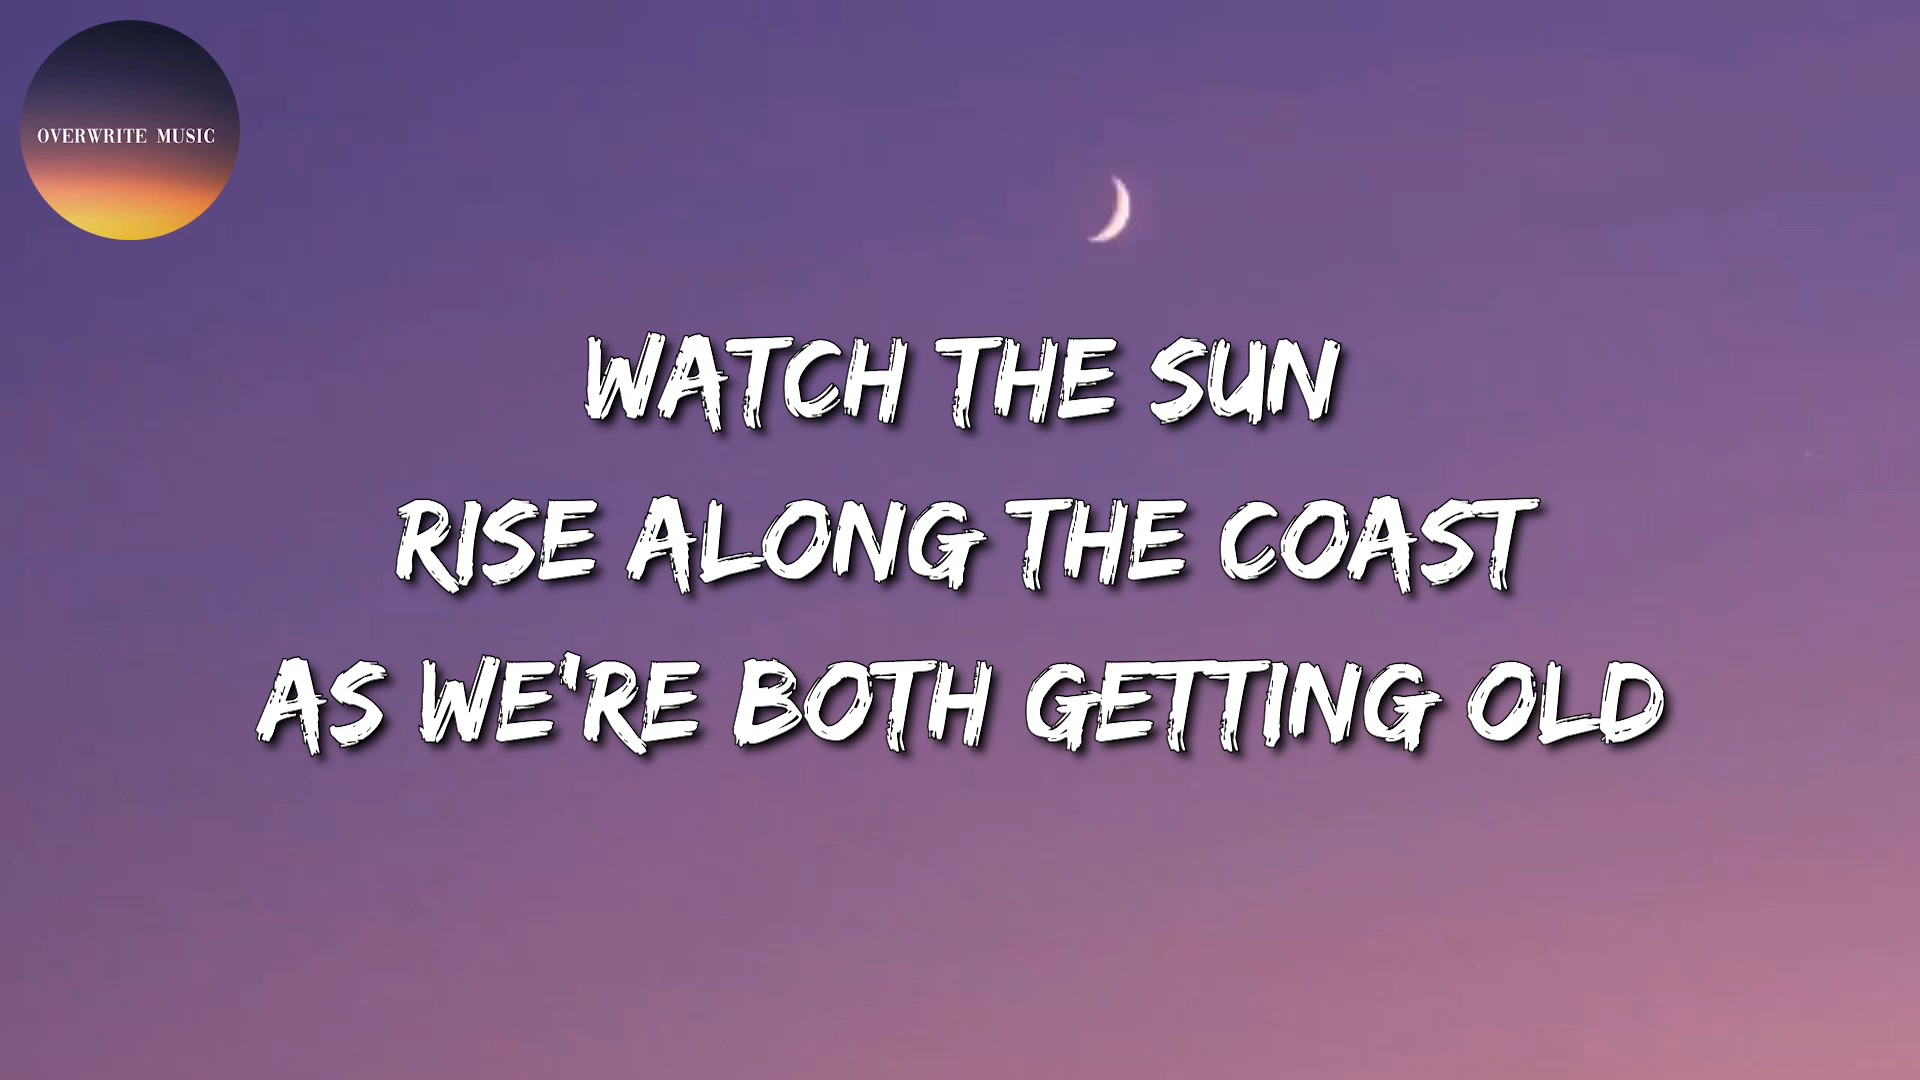 OVERWRITE MUSIC
WATCH THE SUN
RISE ALONG THE COAST
AS WE'RE BOTH GETTING OLD